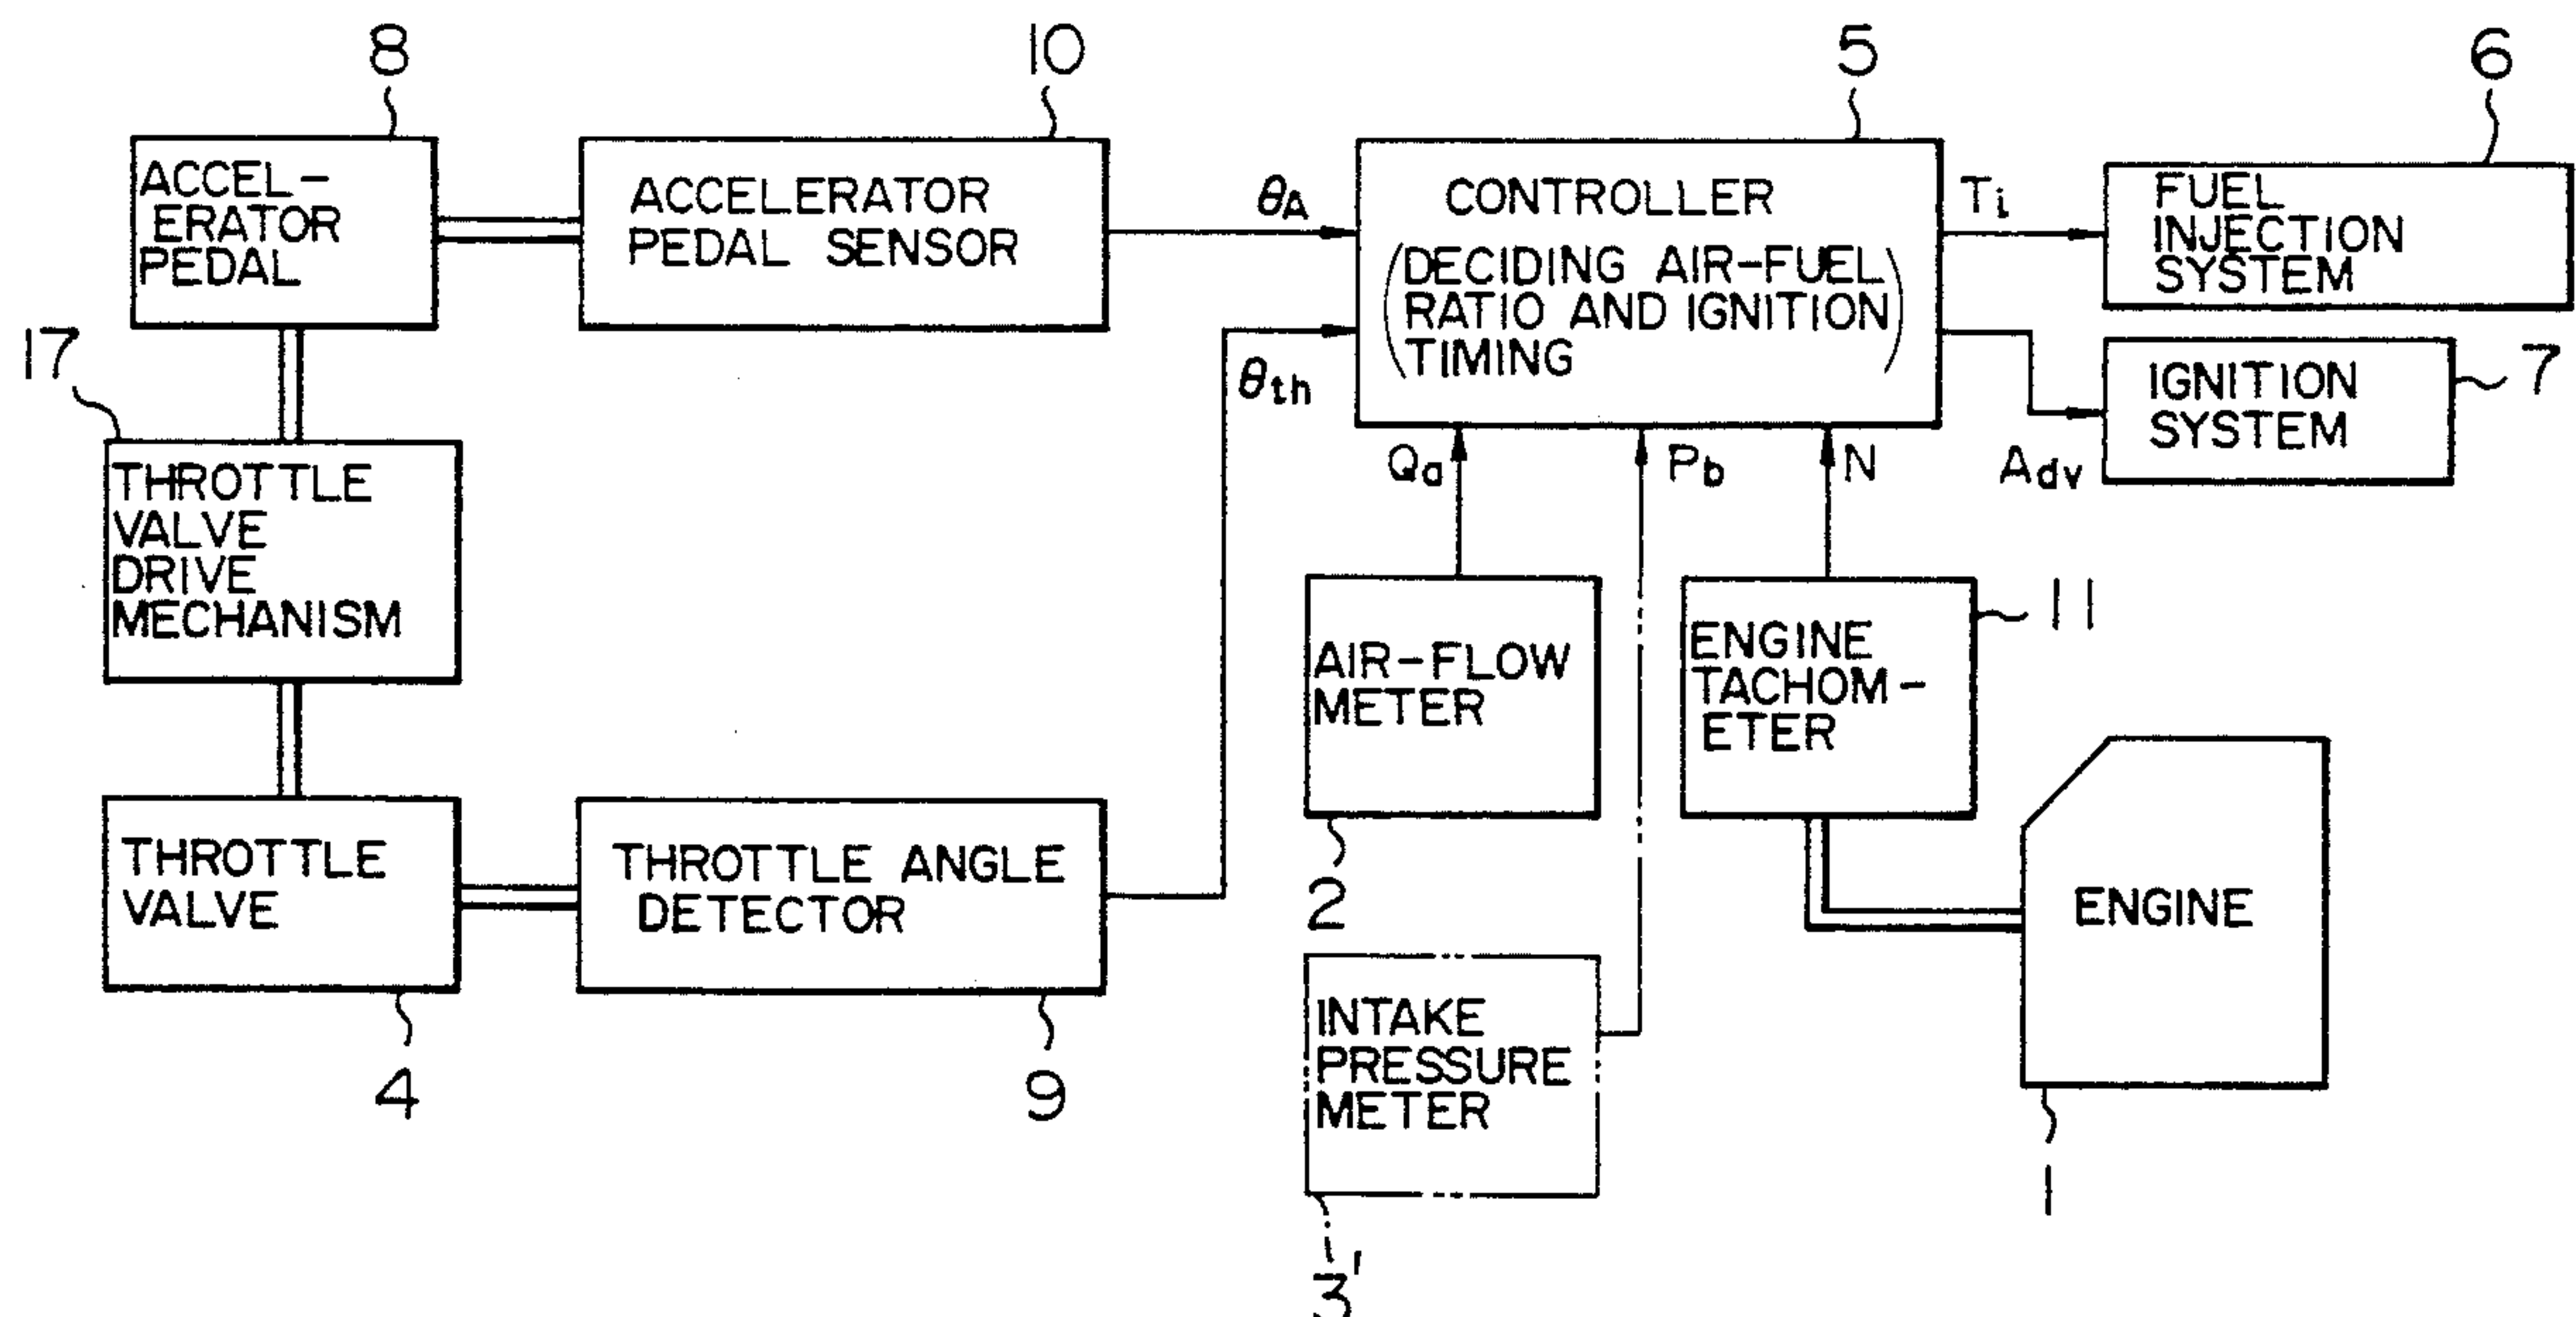 8
10
5
6
ACCEL-
ERATOR
PEDAL
ACCELERATOR
PEDAL SENSOR
θA
CONTROLLER
(DECIDING AIR-FUEL
RATIO AND IGNITION
TIMING)
Ti
FUEL
INJECTION
SYSTEM
17
θth
Adv
IGNITION
SYSTEM
7
THROTTLE
VALVE
DRIVE
MECHANISM
Qa
Pb
N
AIR-FLOW
METER
2
ENGINE
TACHOM-
ETER
11
THROTTLE
VALVE
4
THROTTLE ANGLE
DETECTOR
9
INTAKE
PRESSURE
METER
3'
ENGINE
1